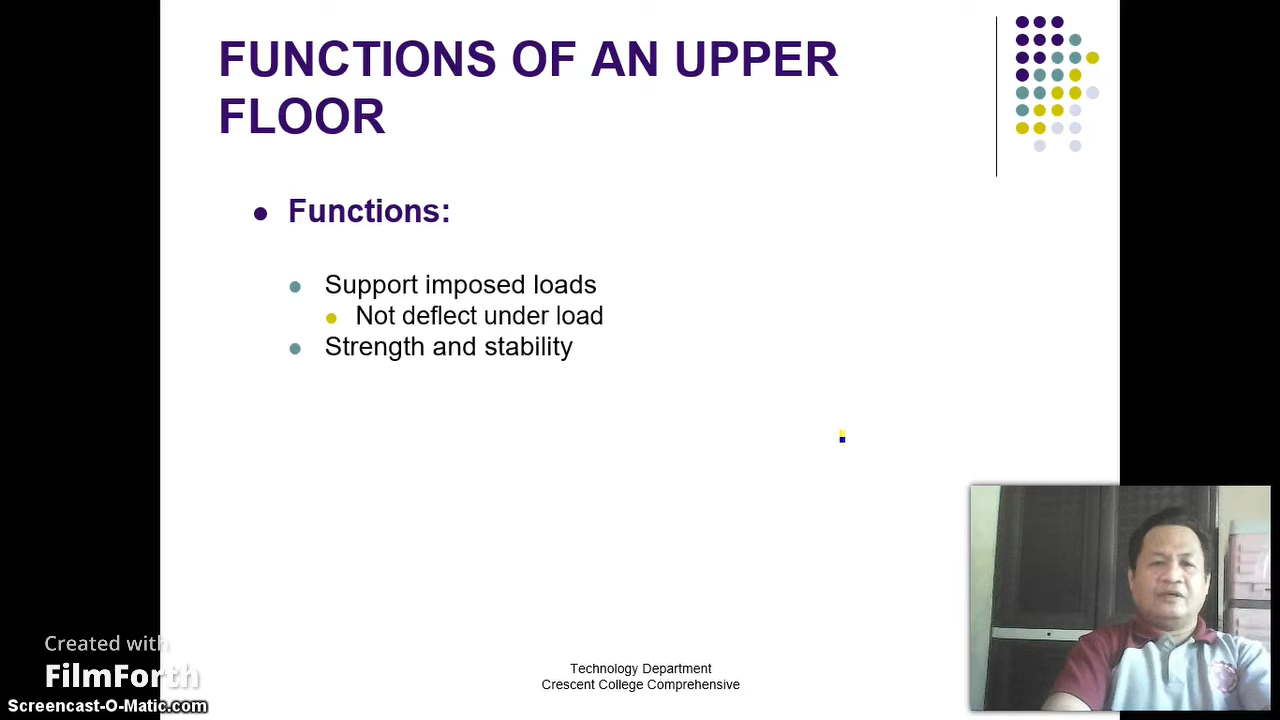 FUNCTIONS OF AN UPPER
FLOOR
Functions:
Support imposed loads
Not deflect under load
Strength and stability
Technology Department
Crescent College Comprehensive
Created with
FilmForth
Screencast-O-Matic.com